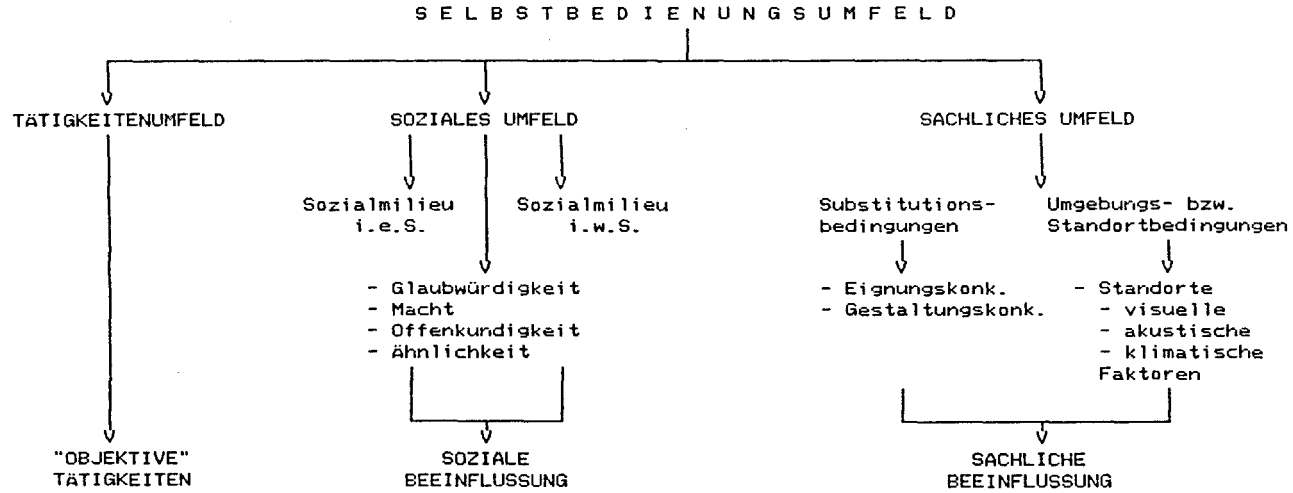 SELBSTBEDIENUNGSUMFELD
TÄTIGKEITENUMFELD
SOZIALES UMFELD
SACHLICHES UMFELD
Sozialmilieu
i.e.S.
Sozialmilieu
i.w.S.
Substitutions-
bedingungen
Umgebungs- bzw.
Standortbedingungen
- Glaubwürdigkeit
- Macht
- Offenkundigkeit
- Ähnlichkeit
- Eignungskonk.
- Gestaltungskonk.
- Standorte
- visuelle
- akustische
- klimatische
Faktoren
"OBJEKTIVE"
TÄTIGKEITEN
SOZIALE
BEEINFLUSSUNG
SACHLICHE
BEEINFLUSSUNG